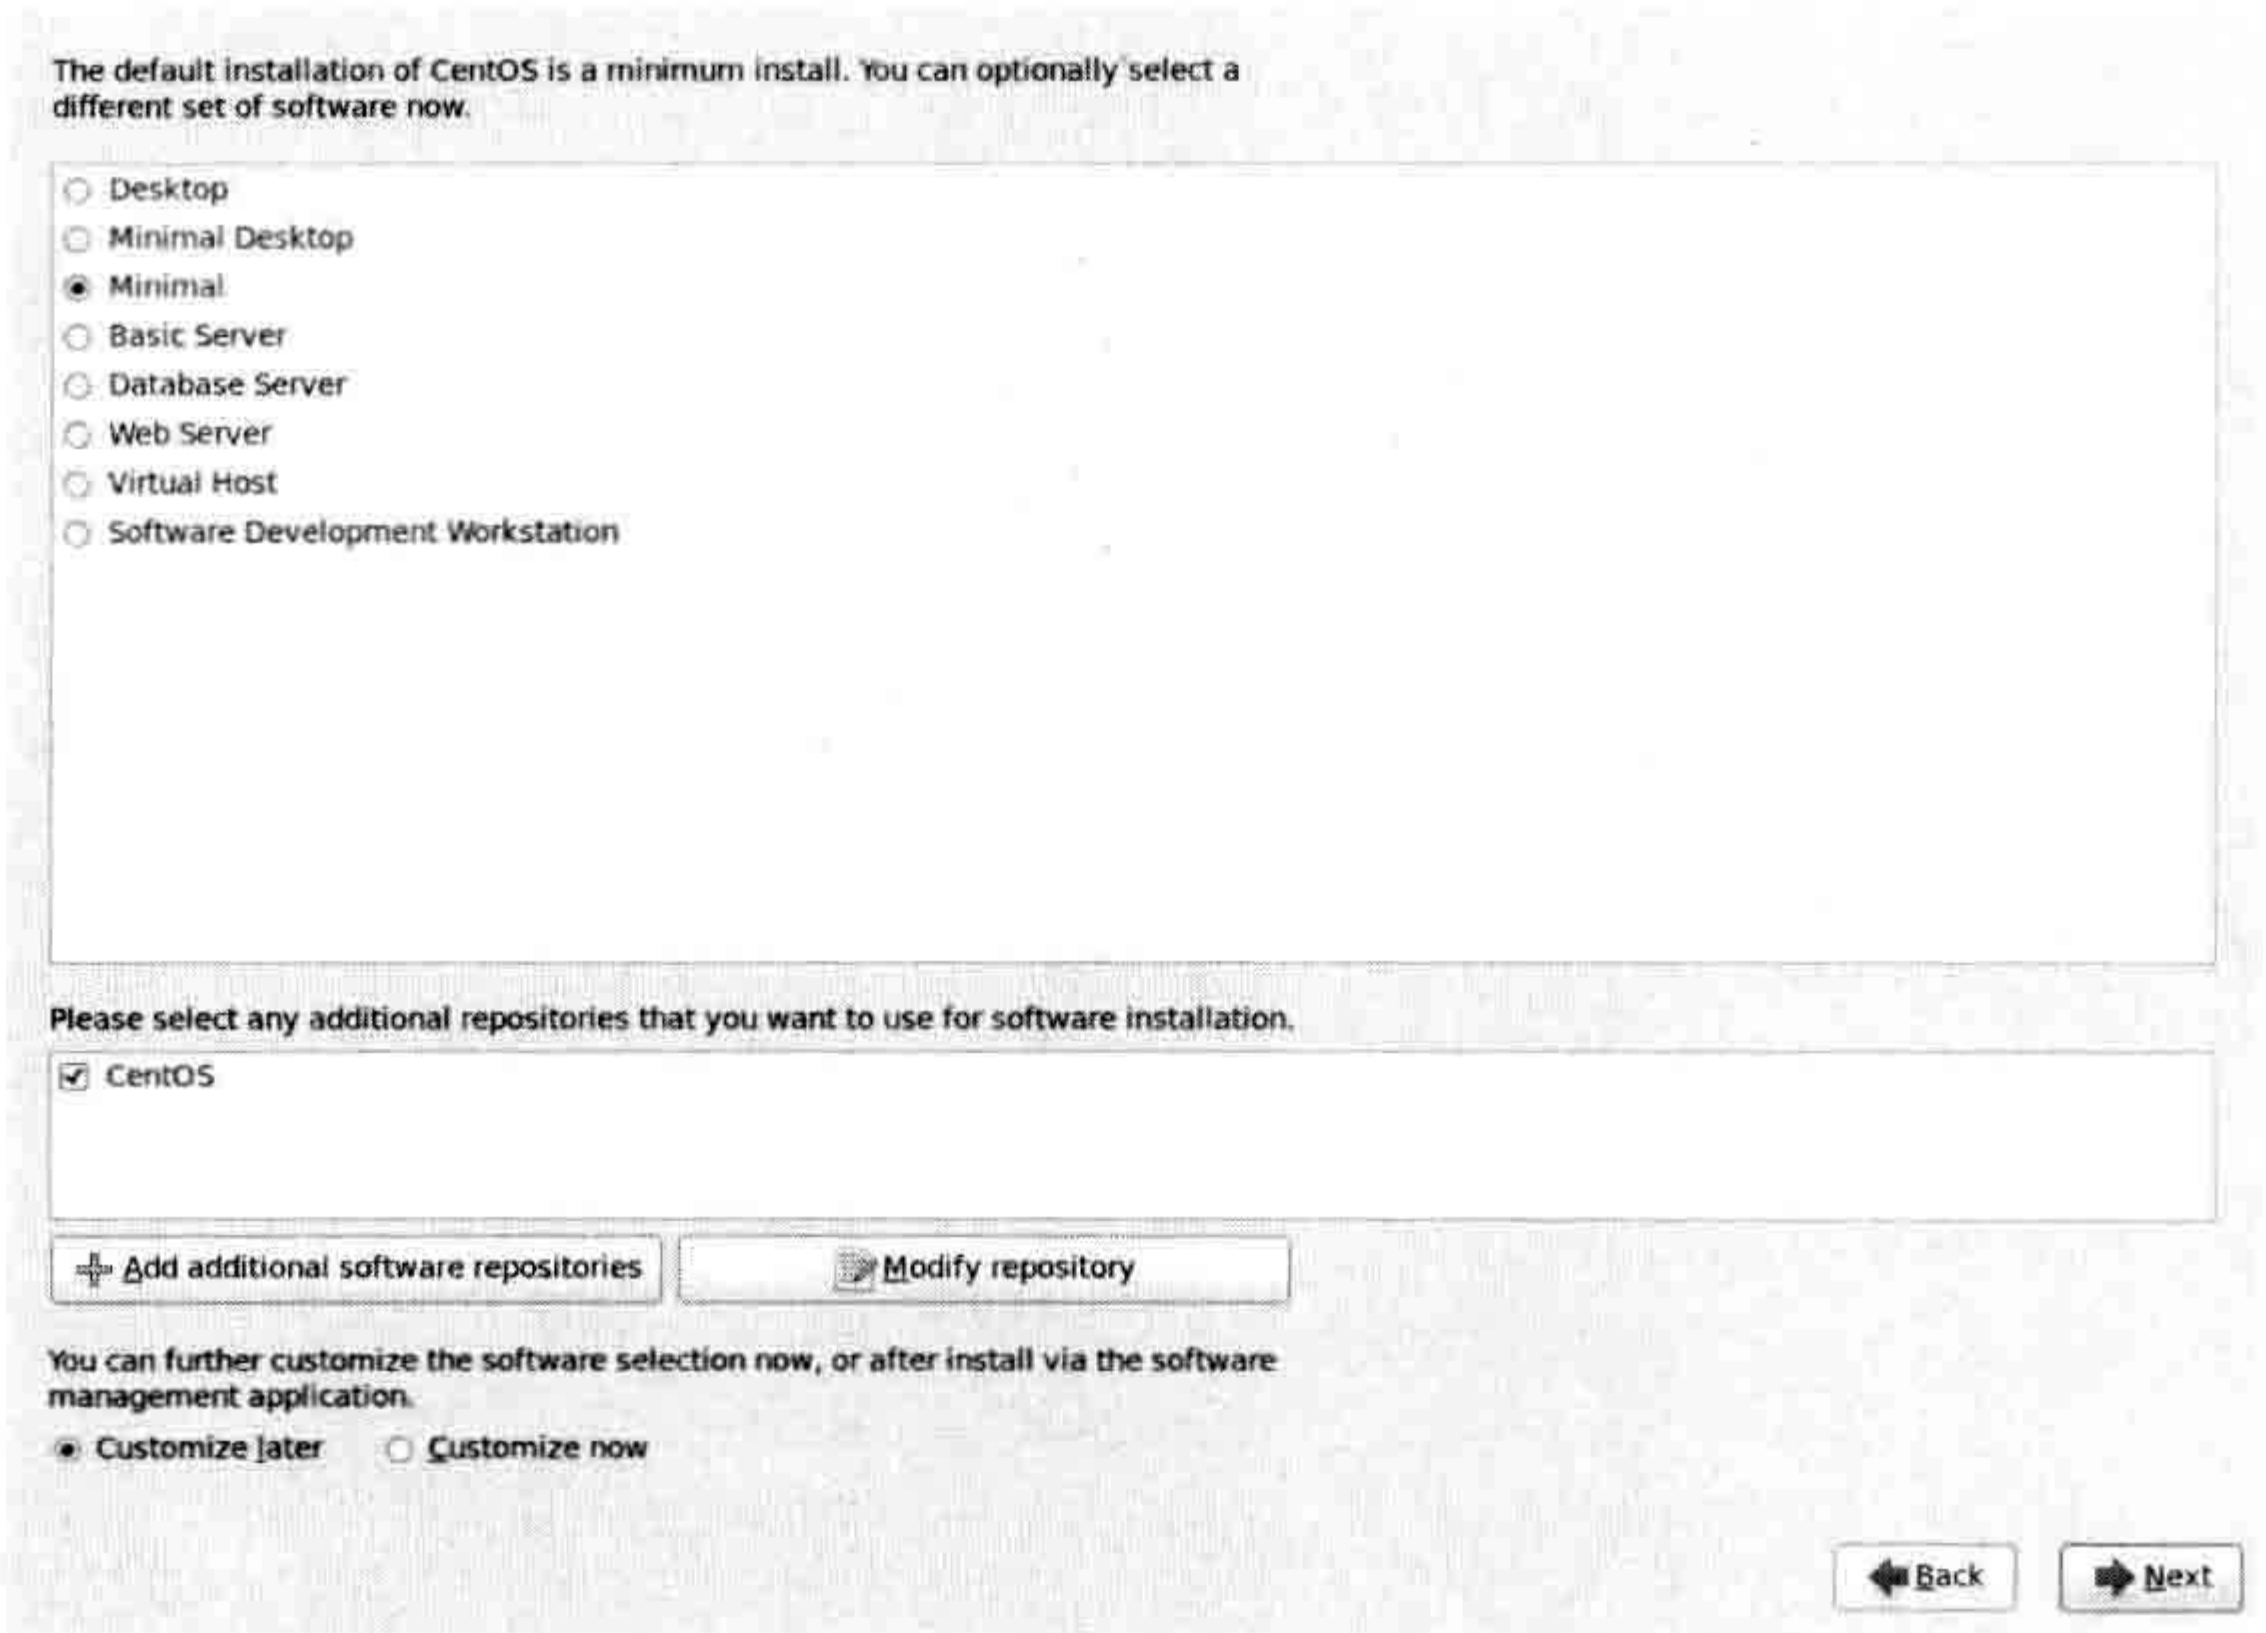 The default installation of CentOS is a minimum install. You can optionally select a
different set of software now.
Desktop
Minimal Desktop
Minimal
Basic Server
Database Server
Web Server
Virtual Host
Software Development Workstation
Please select any additional repositories that you want to use for software installation.
CentOS
Add additional software repositories
Modify repository
You can further customize the software selection now, or after install via the software
management application.
Customize later
Customize now
Back
Next